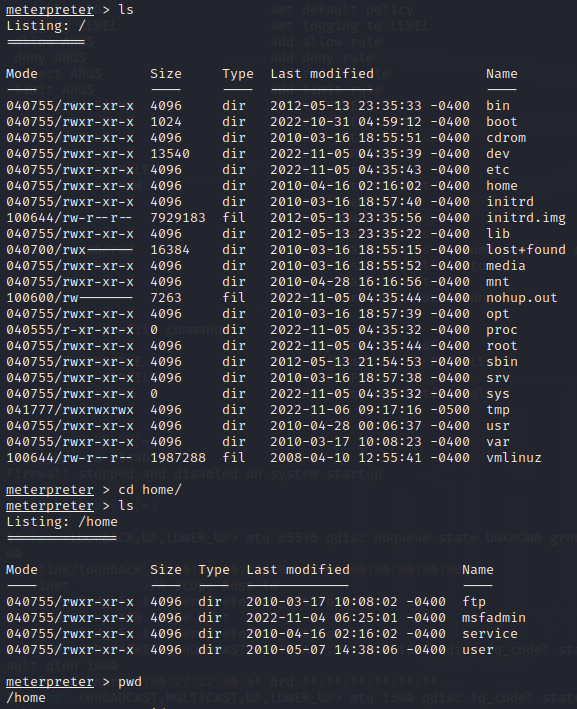 meterpreter > ls
Listing: /
==========
Mode Size Type Last modified Name
---- ---- ---- ------------- ----
040755/rwxr-xr-x 4096 dir 2012-05-13 23:35:33 -0400 bin
040755/rwxr-xr-x 1024 dir 2022-10-31 04:59:12 -0400 boot
040755/rwxr-xr-x 4096 dir 2010-03-16 18:55:51 -0400 cdrom
040755/rwxr-xr-x 13540 dir 2022-11-05 04:35:39 -0400 dev
040755/rwxr-xr-x 4096 dir 2022-11-05 04:35:43 -0400 etc
040755/rwxr-xr-x 4096 dir 2010-04-16 02:16:02 -0400 home
040755/rwxr-xr-x 4096 dir 2010-03-16 18:57:40 -0400 initrd
100644/rw-r--r-- 7929183 fil 2012-05-13 23:35:56 -0400 initrd.img
040755/rwxr-xr-x 4096 dir 2012-05-13 23:35:22 -0400 lib
040700/rwx------ 16384 dir 2010-03-16 18:55:15 -0400 lost+found
040755/rwxr-xr-x 4096 dir 2010-03-16 18:55:52 -0400 media
040755/rwxr-xr-x 4096 dir 2010-04-28 16:16:56 -0400 mnt
100600/rw------- 7263 fil 2022-11-05 04:35:44 -0400 nohup.out
040755/rwxr-xr-x 4096 dir 2010-03-16 18:57:39 -0400 opt
040555/r-xr-xr-x 0 dir 2022-11-05 04:35:32 -0400 proc
040755/rwxr-xr-x 4096 dir 2022-11-05 04:35:44 -0400 root
040755/rwxr-xr-x 4096 dir 2012-05-13 21:54:53 -0400 sbin
040755/rwxr-xr-x 4096 dir 2010-03-16 18:57:38 -0400 srv
040755/rwxr-xr-x 0 dir 2022-11-05 04:35:32 -0400 sys
041777/rwxrwxrwx 4096 dir 2022-11-06 09:17:16 -0500 tmp
040755/rwxr-xr-x 4096 dir 2010-04-28 00:06:37 -0400 usr
040755/rwxr-xr-x 4096 dir 2010-03-17 10:08:23 -0400 var
100644/rw-r--r-- 1987288 fil 2008-04-10 12:55:41 -0400 vmlinuz
meterpreter > cd home/
meterpreter > ls
Listing: /home
==============
Mode Size Type Last modified Name
---- ---- ---- ------------- ----
040755/rwxr-xr-x 4096 dir 2010-03-17 10:08:02 -0400 ftp
040755/rwxr-xr-x 4096 dir 2022-11-04 06:25:01 -0400 msfadmin
040755/rwxr-xr-x 4096 dir 2010-04-16 02:16:02 -0400 service
040755/rwxr-xr-x 4096 dir 2010-05-07 14:38:06 -0400 user
meterpreter > pwd
/home